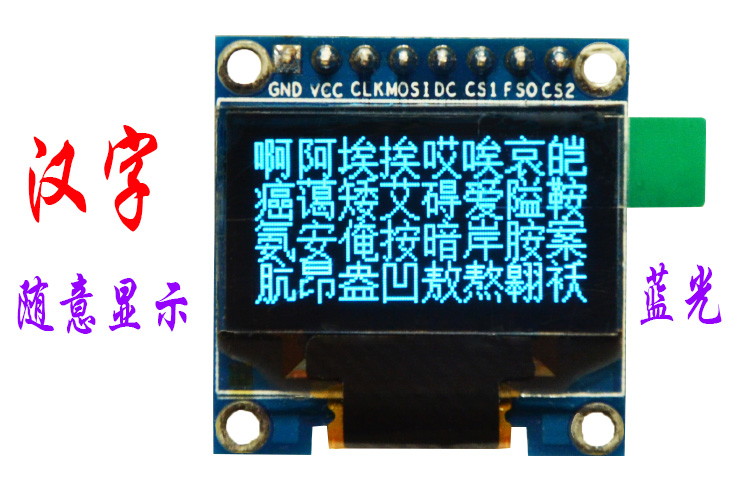 GND VCC CLK MOSI DC CS1 FSO CS2
啊阿埃挨哎唉哀皑
癌蔼矮艾碍爱隘鞍
氨安俺按暗岸胺案
肮昂盎凹敖熬翱袄
汉字
随意显示
蓝光